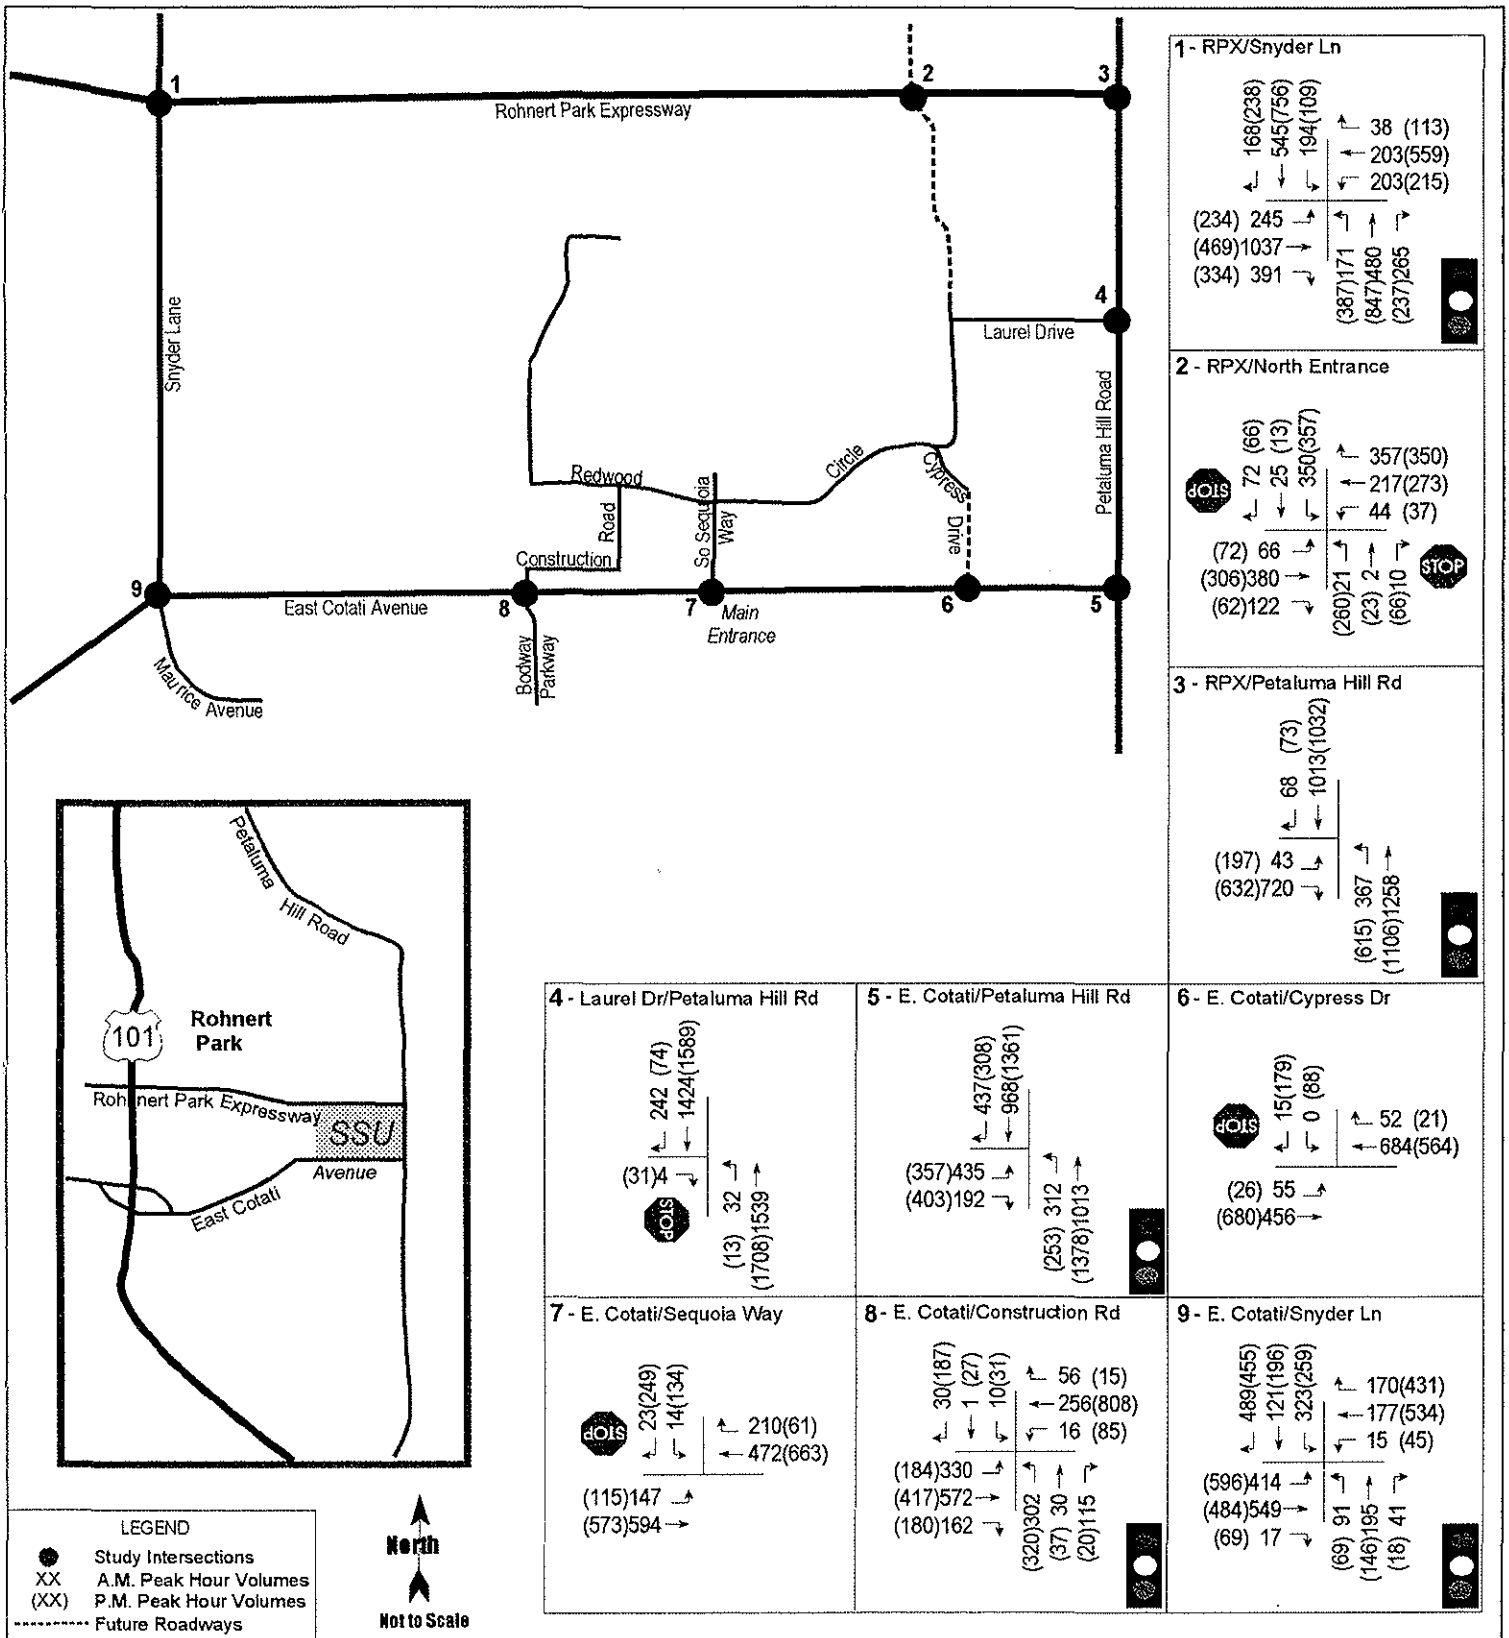 1
2
3
Rohnert Park Expressway
Snyder Lane
4
Laurel Drive
Petaluma Hill Road
Redwood
Circle
Cypress
Drive
Road
So Sequoia
Way
Construction
9
8
7
6
5
East Cotati Avenue
Main
Entrance
Bodway
Parkway
Maurice Avenue
1 - RPX/Snyder Ln
168(238)
545(756)
194(109)
38 (113)
203(559)
203(215)
(234) 245
(469)1037
(334) 391
(387)171
(847)480
(237)265
2 - RPX/North Entrance
STOP
72 (66)
25 (13)
350(357)
357(350)
217(273)
44 (37)
(72) 66
(306)380
(62)122
(260)21
(23) 2
(66)10
STOP
3 - RPX/Petaluma Hill Rd
68 (73)
1013(1032)
(197) 43
(632)720
(615) 367
(1106)1258
4 - Laurel Dr/Petaluma Hill Rd
242 (74)
1424(1589)
(31)4
STOP
(13) 32
(1708)1539
5 - E. Cotati/Petaluma Hill Rd
437(308)
968(1361)
(357)435
(403)192
(253) 312
(1378)1013
6 - E. Cotati/Cypress Dr
STOP
15(179)
0 (88)
52 (21)
684(564)
(26) 55
(680)456
7 - E. Cotati/Sequoia Way
STOP
23(249)
14(134)
210(61)
472(663)
(115)147
(573)594
8 - E. Cotati/Construction Rd
30(187)
1 (27)
10(31)
56 (15)
256(808)
16 (85)
(184)330
(417)572
(180)162
(320)302
(37) 30
(20)115
9 - E. Cotati/Snyder Ln
489(455)
121(196)
323(259)
170(431)
177(534)
15 (45)
(596)414
(484)549
(69) 17
(69) 91
(146)195
(18) 41
Petaluma
Hill Road
101
Rohnert
Park
Rohnert Park Expressway
SSU
Avenue
East Cotati
LEGEND
Study Intersections
XX A.M. Peak Hour Volumes
(XX) P.M. Peak Hour Volumes
Future Roadways
North
Not to Scale